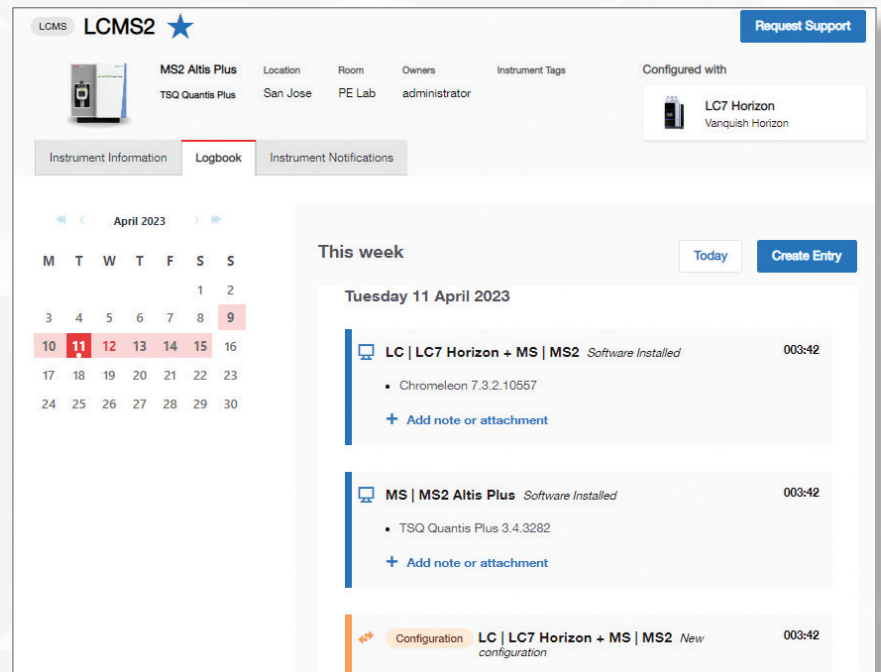 LCMS LCMS2
Request Support
MS2 Altis Plus Location Room Owners Instrument Tags Configured with
TSQ Quantis Plus San Jose PE Lab administrator
LC7 Horizon
Vanquish Horizon
Instrument Information Logbook Instrument Notifications
April 2023
M T W T F S S
1 2
3 4 5 6 7 8 9
10 11 12 13 14 15 16
17 18 19 20 21 22 23
24 25 26 27 28 29 30
This week Today Create Entry
Tuesday 11 April 2023
LC | LC7 Horizon + MS | MS2 Software Installed 003:42
• Chromeleon 7.3.2.10557
+ Add note or attachment
MS | MS2 Altis Plus Software Installed 003:42
• TSQ Quantis Plus 3.4.3282
+ Add note or attachment
Configuration LC | LC7 Horizon + MS | MS2 New 003:42
configuration